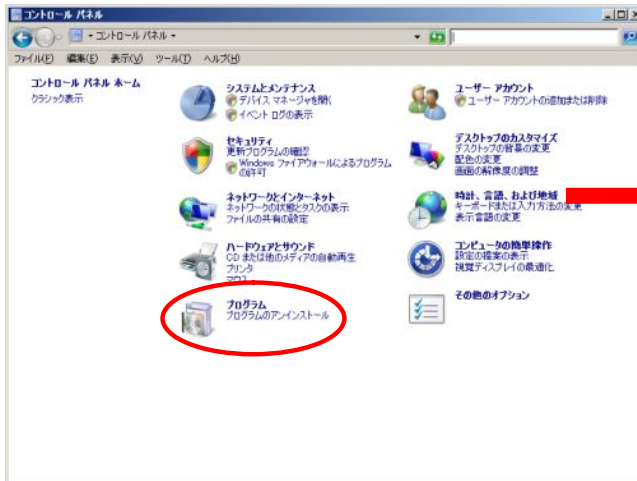 コントロール パネル
コントロール パネル
ファイル(F) 編集(E) 表示(V) ツール(T) ヘルプ(H)
コントロール パネル ホーム
クラシック表示
システムとメンテナンス
デバイス マネージャを開く
イベント ログの表示
セキュリティ
更新プログラムの確認
Windows ファイアウォールによるプログラム
の許可
ネットワークとインターネット
ネットワークの状態とタスクの表示
ファイルの共有の設定
ハードウェアとサウンド
CD または他のメディアの自動再生
プリンタ
マウス
プログラム
プログラムのアンインストール
ユーザー アカウント
ユーザー アカウントの追加または削除
デスクトップのカスタマイズ
デスクトップの背景の変更
配色の変更
画面の解像度の調整
時計、言語、および地域
キーボードまたは入力方法の変更
表示言語の変更
コンピュータの簡単操作
設定の提案の表示
視覚ディスプレイの最適化
その他のオプション